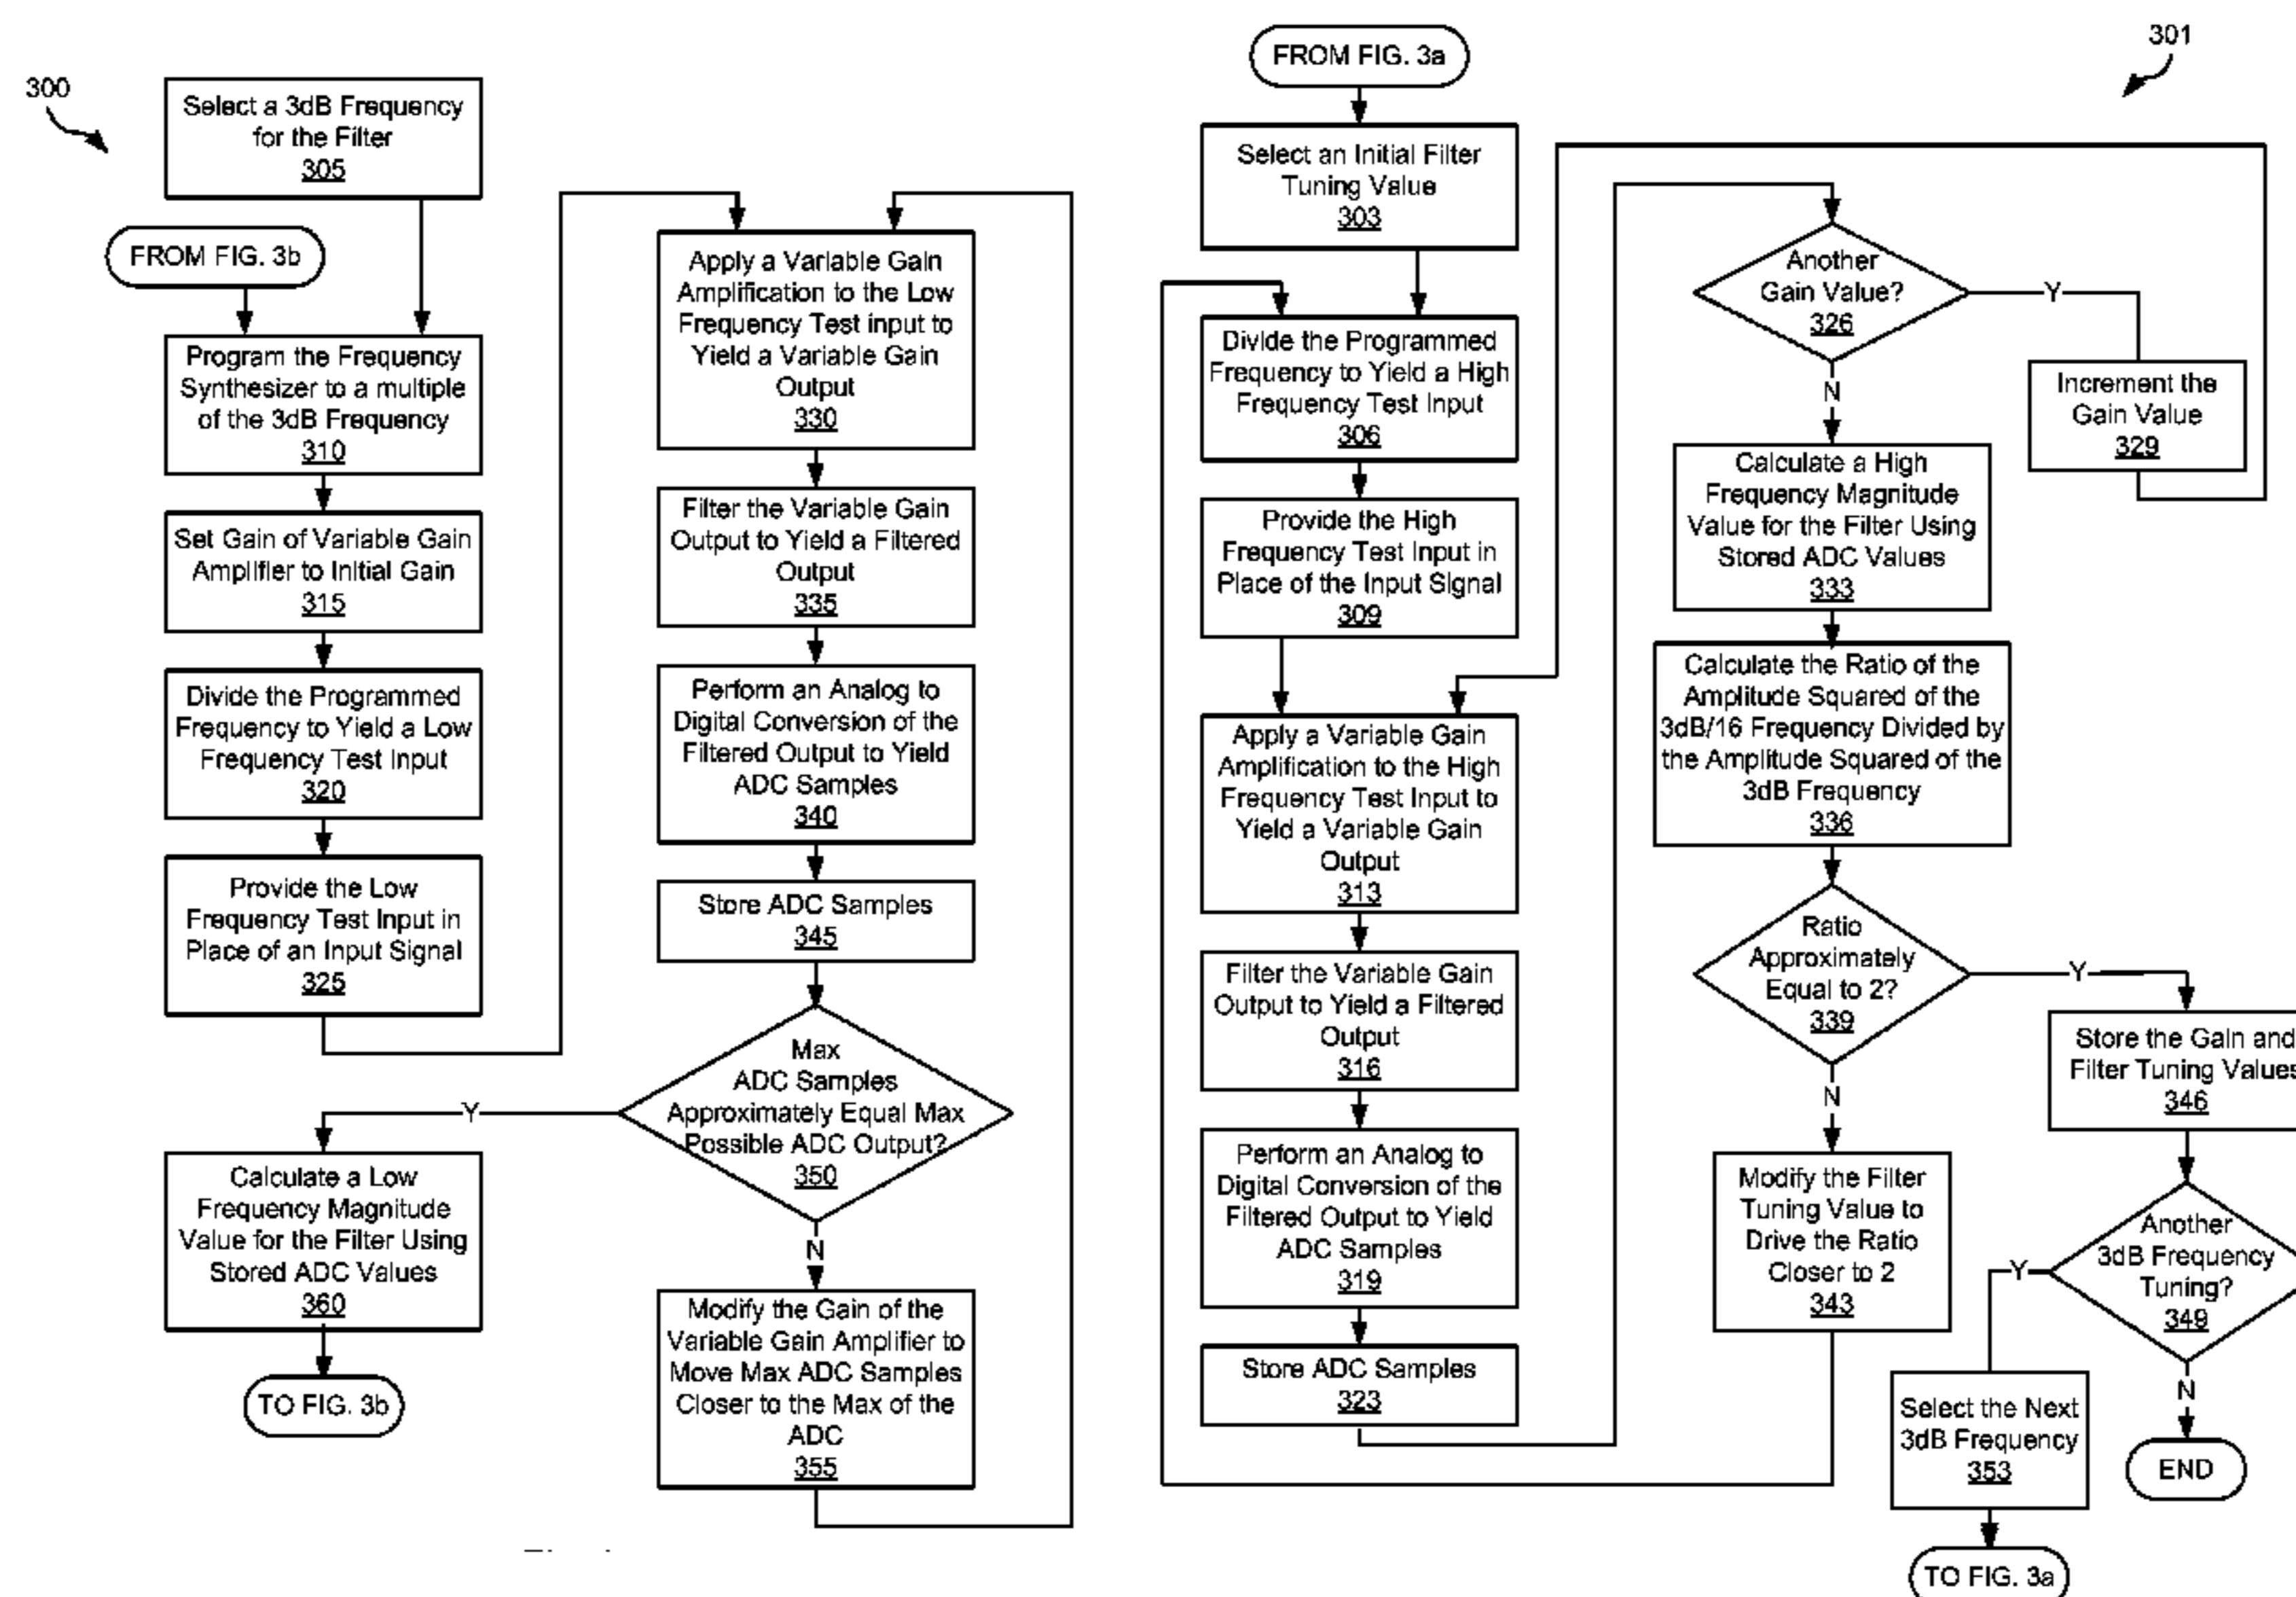 300
Select a 3dB Frequency
for the Filter
305
FROM FIG. 3b
Program the Frequency
Synthesizer to a multiple
of the 3dB Frequency
310
Set Gain of Variable Gain
Amplifier to Initial Gain
315
Divide the Programmed
Frequency to Yield a Low
Frequency Test Input
320
Provide the Low
Frequency Test Input in
Place of an Input Signal
325
Apply a Variable Gain
Amplification to the Low
Frequency Test input to
Yield a Variable Gain
Output
330
Filter the Variable Gain
Output to Yield a Filtered
Output
335
Perform an Analog to
Digital Conversion of the
Filtered Output to Yield
ADC Samples
340
Store ADC Samples
345
Max
ADC Samples
Approximately Equal Max
Possible ADC Output?
350
Y
N
Calculate a Low
Frequency Magnitude
Value for the Filter Using
Stored ADC Values
360
TO FIG. 3b
Modify the Gain of the
Variable Gain Amplifier to
Move Max ADC Samples
Closer to the Max of the
ADC
355
301
FROM FIG. 3a
Select an Initial Filter
Tuning Value
303
Divide the Programmed
Frequency to Yield a High
Frequency Test Input
306
Provide the High
Frequency Test Input in
Place of the Input Signal
309
Apply a Variable Gain
Amplification to the High
Frequency Test Input to
Yield a Variable Gain
Output
313
Filter the Variable Gain
Output to Yield a Filtered
Output
316
Perform an Analog to
Digital Conversion of the
Filtered Output to Yield
ADC Samples
319
Store ADC Samples
323
Another
Gain Value?
326
Y
N
Increment the
Gain Value
329
Calculate a High
Frequency Magnitude
Value for the Filter Using
Stored ADC Values
333
Calculate the Ratio of the
Amplitude Squared of the
3dB/16 Frequency Divided by
the Amplitude Squared of the
3dB Frequency
336
Ratio
Approximately
Equal to 2?
339
Y
N
Modify the Filter
Tuning Value to
Drive the Ratio
Closer to 2
343
Store the Gain and
Filter Tuning Values
346
Another
3dB Frequency
Tuning?
349
Y
N
Select the Next
3dB Frequency
353
END
TO FIG. 3a